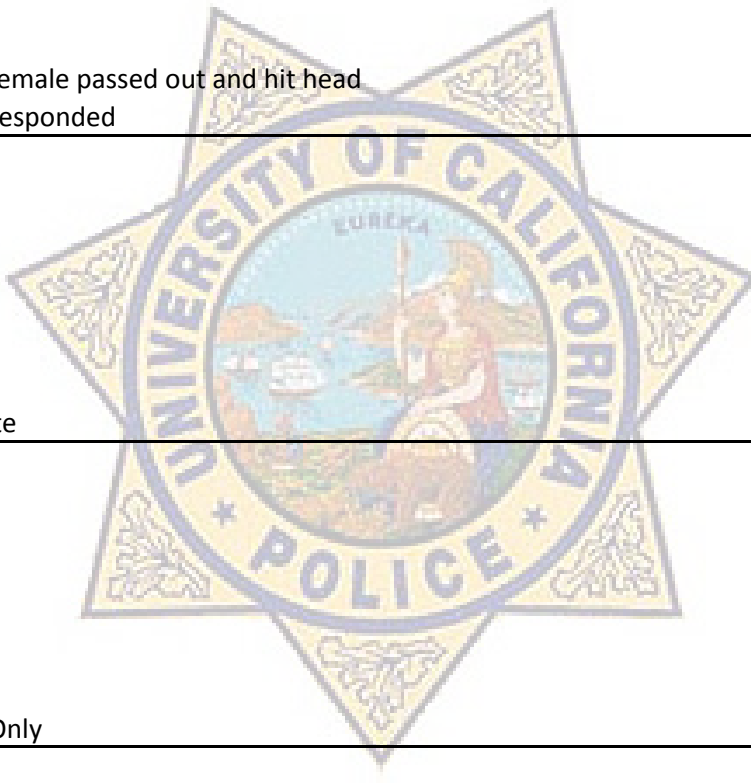 emale passed out and hit head
esponded
UNIVERSITY OF CALIFORNIA
EUREKA
te
POLICE
Only